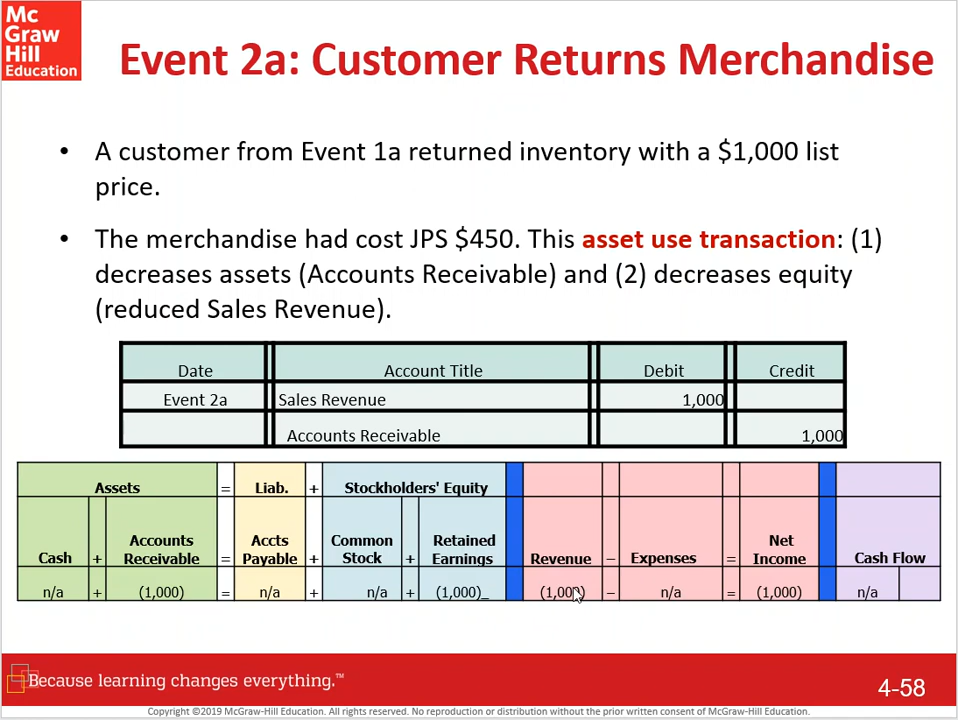 Mc
Graw
Hill
Education
Event 2a: Customer Returns Merchandise
• A customer from Event 1a returned inventory with a $1,000 list
price.
• The merchandise had cost JPS $450. This asset use transaction: (1)
decreases assets (Accounts Receivable) and (2) decreases equity
(reduced Sales Revenue).
Date Account Title Debit Credit
Event 2a Sales Revenue 1,000
Accounts Receivable 1,000
Assets = Liab. + Stockholders' Equity
Accounts Accts Common Retained Net
Cash + Receivable = Payable + Stock + Earnings Revenue – Expenses = Income Cash Flow
n/a + (1,000) = n/a + n/a + (1,000)_ (1,000) – n/a = (1,000) n/a
Because learning changes everything.™
4-58
Copyright ©2019 McGraw-Hill Education. All rights reserved. No reproduction or distribution without the prior written consent of McGraw-Hill Education.